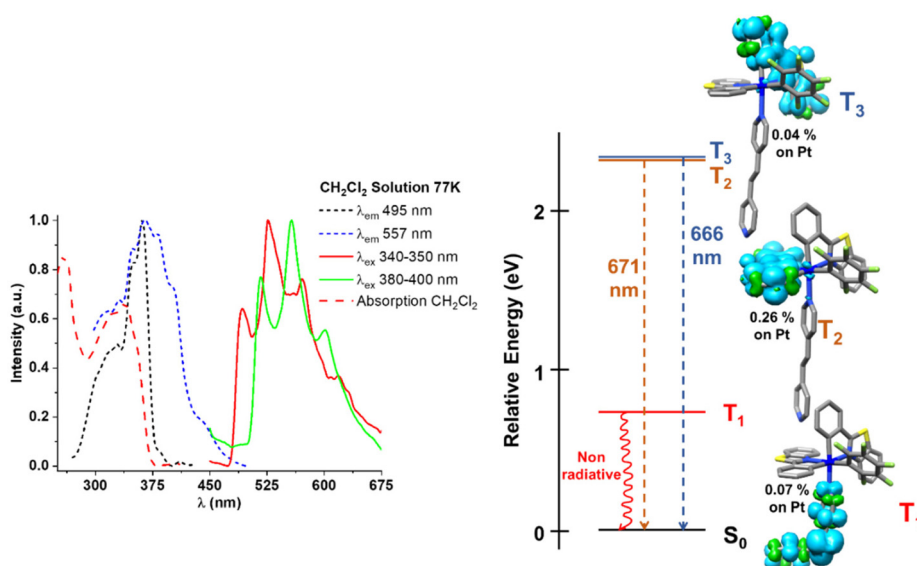 CH₂Cl₂ Solution 77K
λem 495 nm
λem 557 nm
λex 340-350 nm
λex 380-400 nm
Absorption CH₂Cl₂
Intensity (a.u.)
1.0
0.8
0.6
0.4
0.2
0.0
300
375
450
525
600
675
λ (nm)
Relative Energy (eV)
2
1
0
T₃
T₂
671
nm
666
nm
T₁
Non
radiative
S₀
T₃
0.04 %
on Pt
0.26 %
on Pt
T₂
0.07 %
on Pt
T